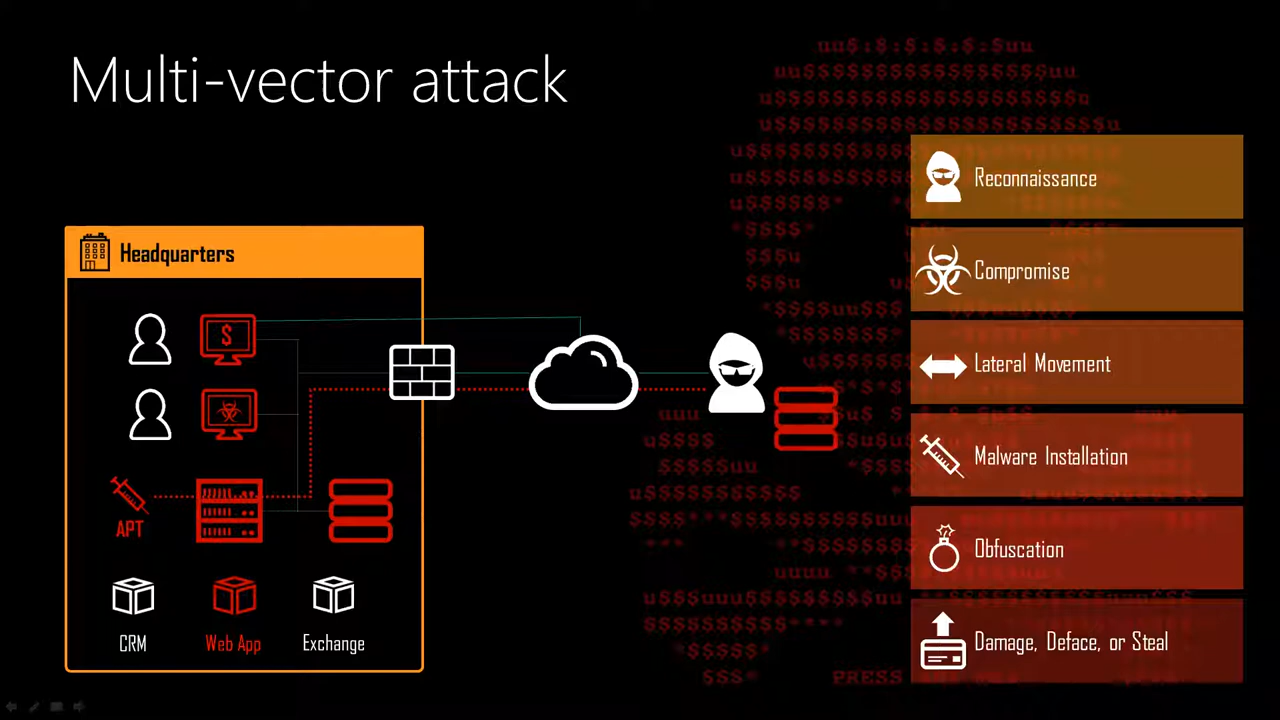 Multi-vector attack
Headquarters
$
APT
CRM
Web App
Exchange
Reconnaissance
Compromise
Lateral Movement
Malware Installation
Obfuscation
Damage, Deface, or Steal
PRESS